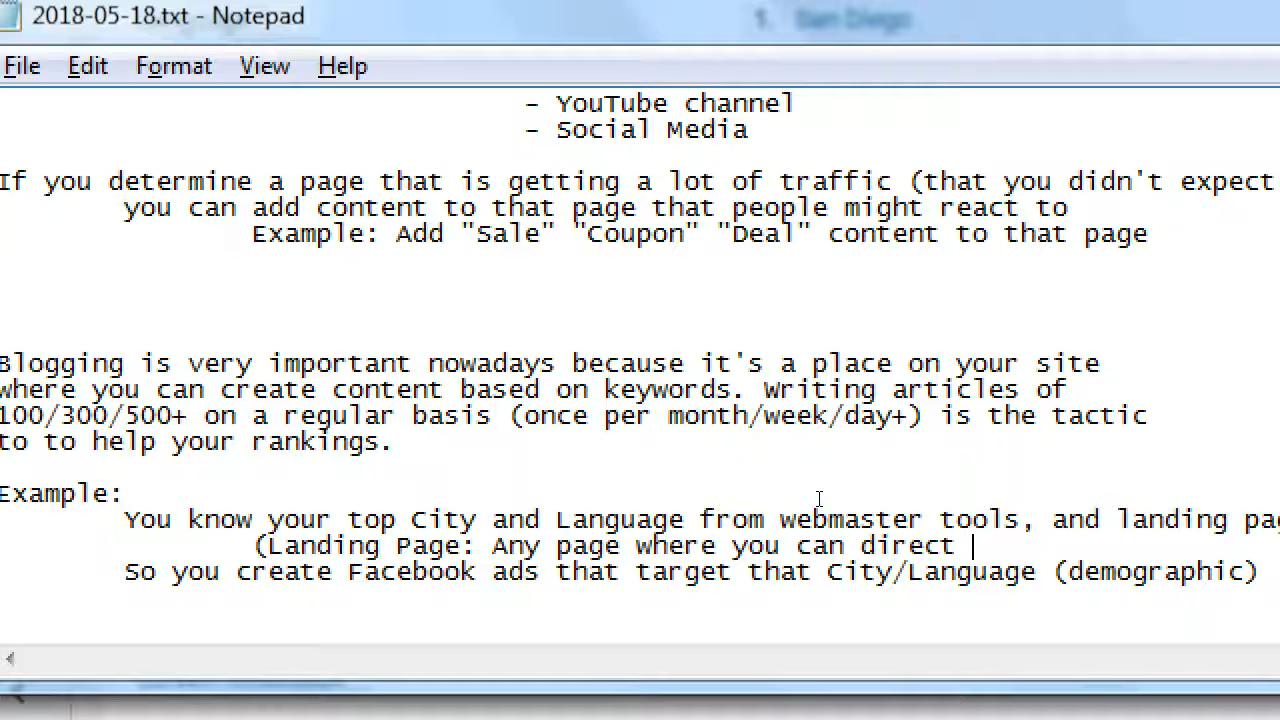 2018-05-18.txt - Notepad
1. San Diego
File Edit Format View Help
- YouTube channel
- Social Media
If you determine a page that is getting a lot of traffic (that you didn't expect
you can add content to that page that people might react to
Example: Add "Sale" "Coupon" "Deal" content to that page
Blogging is very important nowadays because it's a place on your site
where you can create content based on keywords. Writing articles of
100/300/500+ on a regular basis (once per month/week/day+) is the tactic
to to help your rankings.
Example:
You know your top City and Language from webmaster tools, and landing pag
(Landing Page: Any page where you can direct
So you create Facebook ads that target that City/Language (demographic)